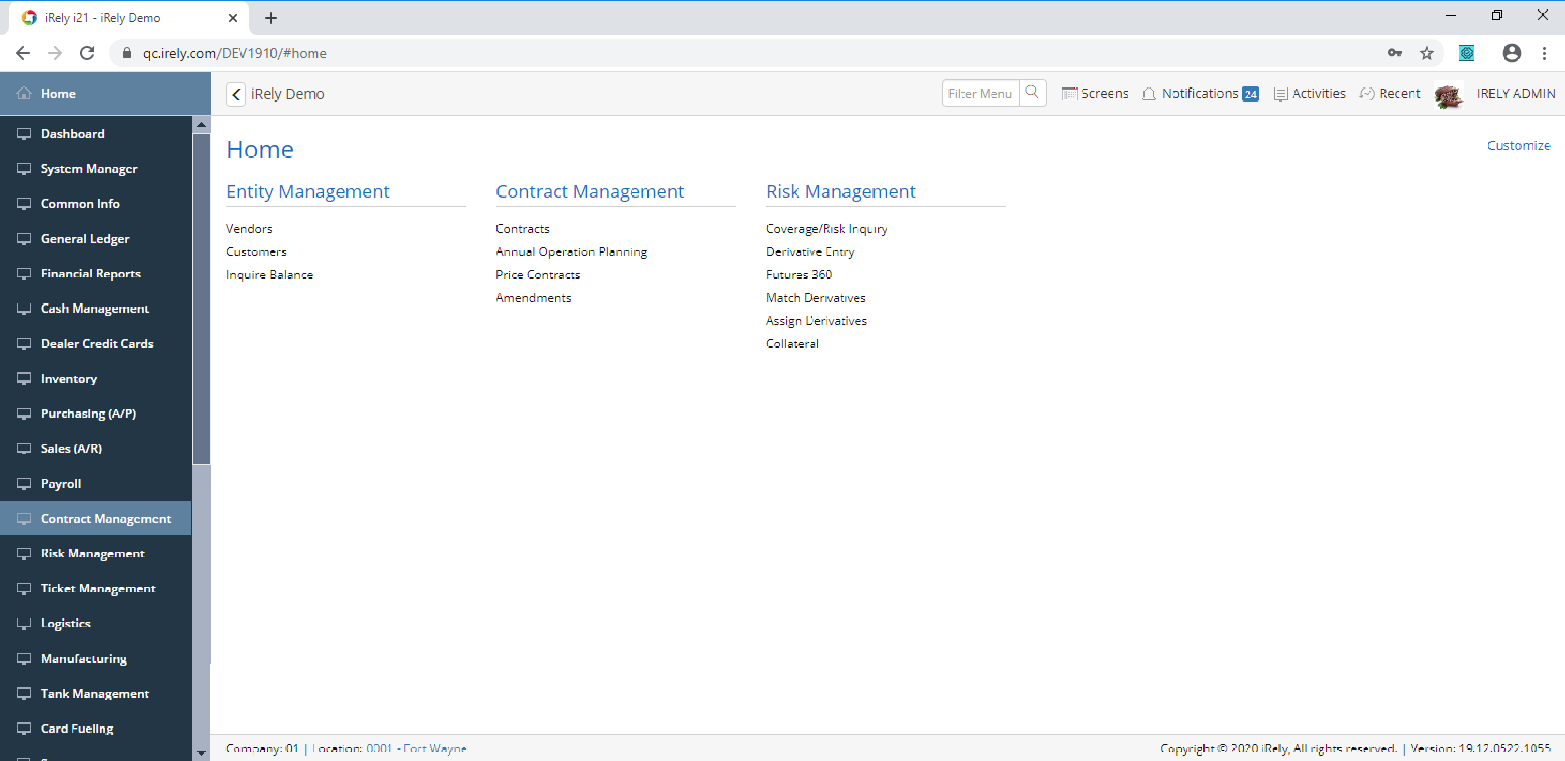 iRely i21 - iRely Demo
qc.irely.com/DEV1910/#home
Home
iRely Demo
Filter Menu
Screens
Notifications 24
Activities
Recent
IRELY ADMIN
Dashboard
System Manager
Common Info
General Ledger
Financial Reports
Cash Management
Dealer Credit Cards
Inventory
Purchasing (A/P)
Sales (A/R)
Payroll
Contract Management
Risk Management
Ticket Management
Logistics
Manufacturing
Tank Management
Card Fueling
Home
Customize
Entity Management
Vendors
Customers
Inquire Balance
Contract Management
Contracts
Annual Operation Planning
Price Contracts
Amendments
Risk Management
Coverage/Risk Inquiry
Derivative Entry
Futures 360
Match Derivatives
Assign Derivatives
Collateral
Company: 01 | Location: 0001 - Fort Wayne
Copyright © 2020 iRely, All rights reserved. | Version: 19.12.0522.1055